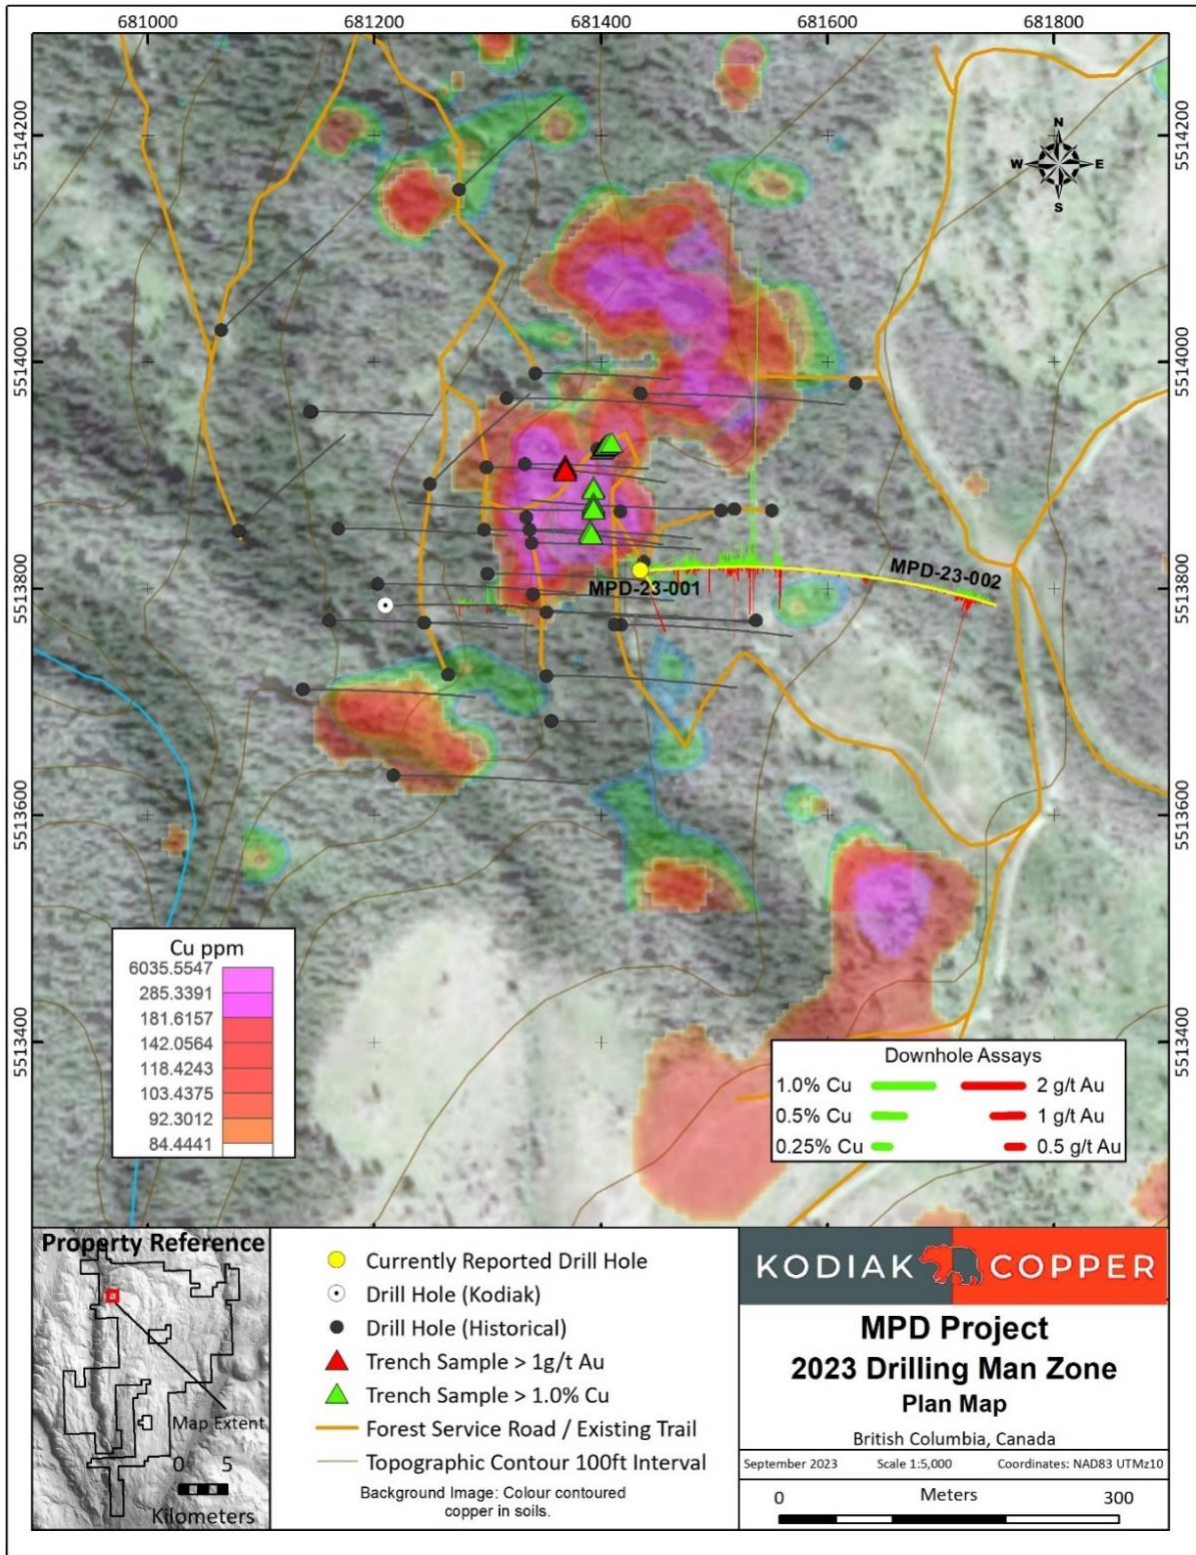 681000 681200 681400 681600 681800
5514200 5514200
N
W E
S
5514000 5514000
5513800 5513800
MPD-23-002
MPD-23-001
5513600 5513600
5513400 5513400
Cu ppm
6035.5547
285.3391
181.6157
142.0564
118.4243
103.4375
92.3012
84.4441
Downhole Assays
1.0% Cu 2 g/t Au
0.5% Cu 1 g/t Au
0.25% Cu 0.5 g/t Au
Property Reference
Map Extent
0 5
Kilometers
Currently Reported Drill Hole
Drill Hole (Kodiak)
Drill Hole (Historical)
Trench Sample > 1g/t Au
Trench Sample > 1.0% Cu
Forest Service Road / Existing Trail
Topographic Contour 100ft Interval
Background Image: Colour contoured
copper in soils.
KODIAK COPPER
MPD Project
2023 Drilling Man Zone
Plan Map
British Columbia, Canada
September 2023 Scale 1:5,000 Coordinates: NAD83 UTMz10
0 Meters 300